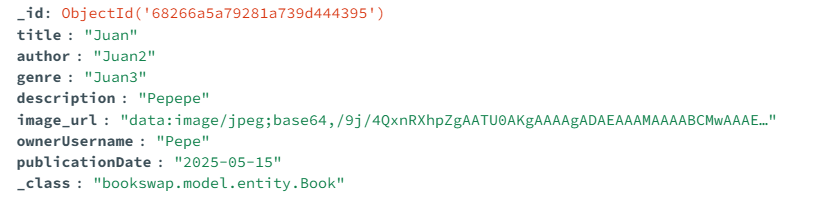 _id: ObjectId('68266a5a79281a739d444395')
title : "Juan"
author : "Juan2"
genre : "Juan3"
description : "Pepepe"
image_url : "data:image/jpeg;base64,/9j/4QxnRXhpZgAATU0AKgAAAAgADAEAAAMAAAABCMwAAAE…"
ownerUsername : "Pepe"
publicationDate : "2025-05-15"
_class : "bookswap.model.entity.Book"